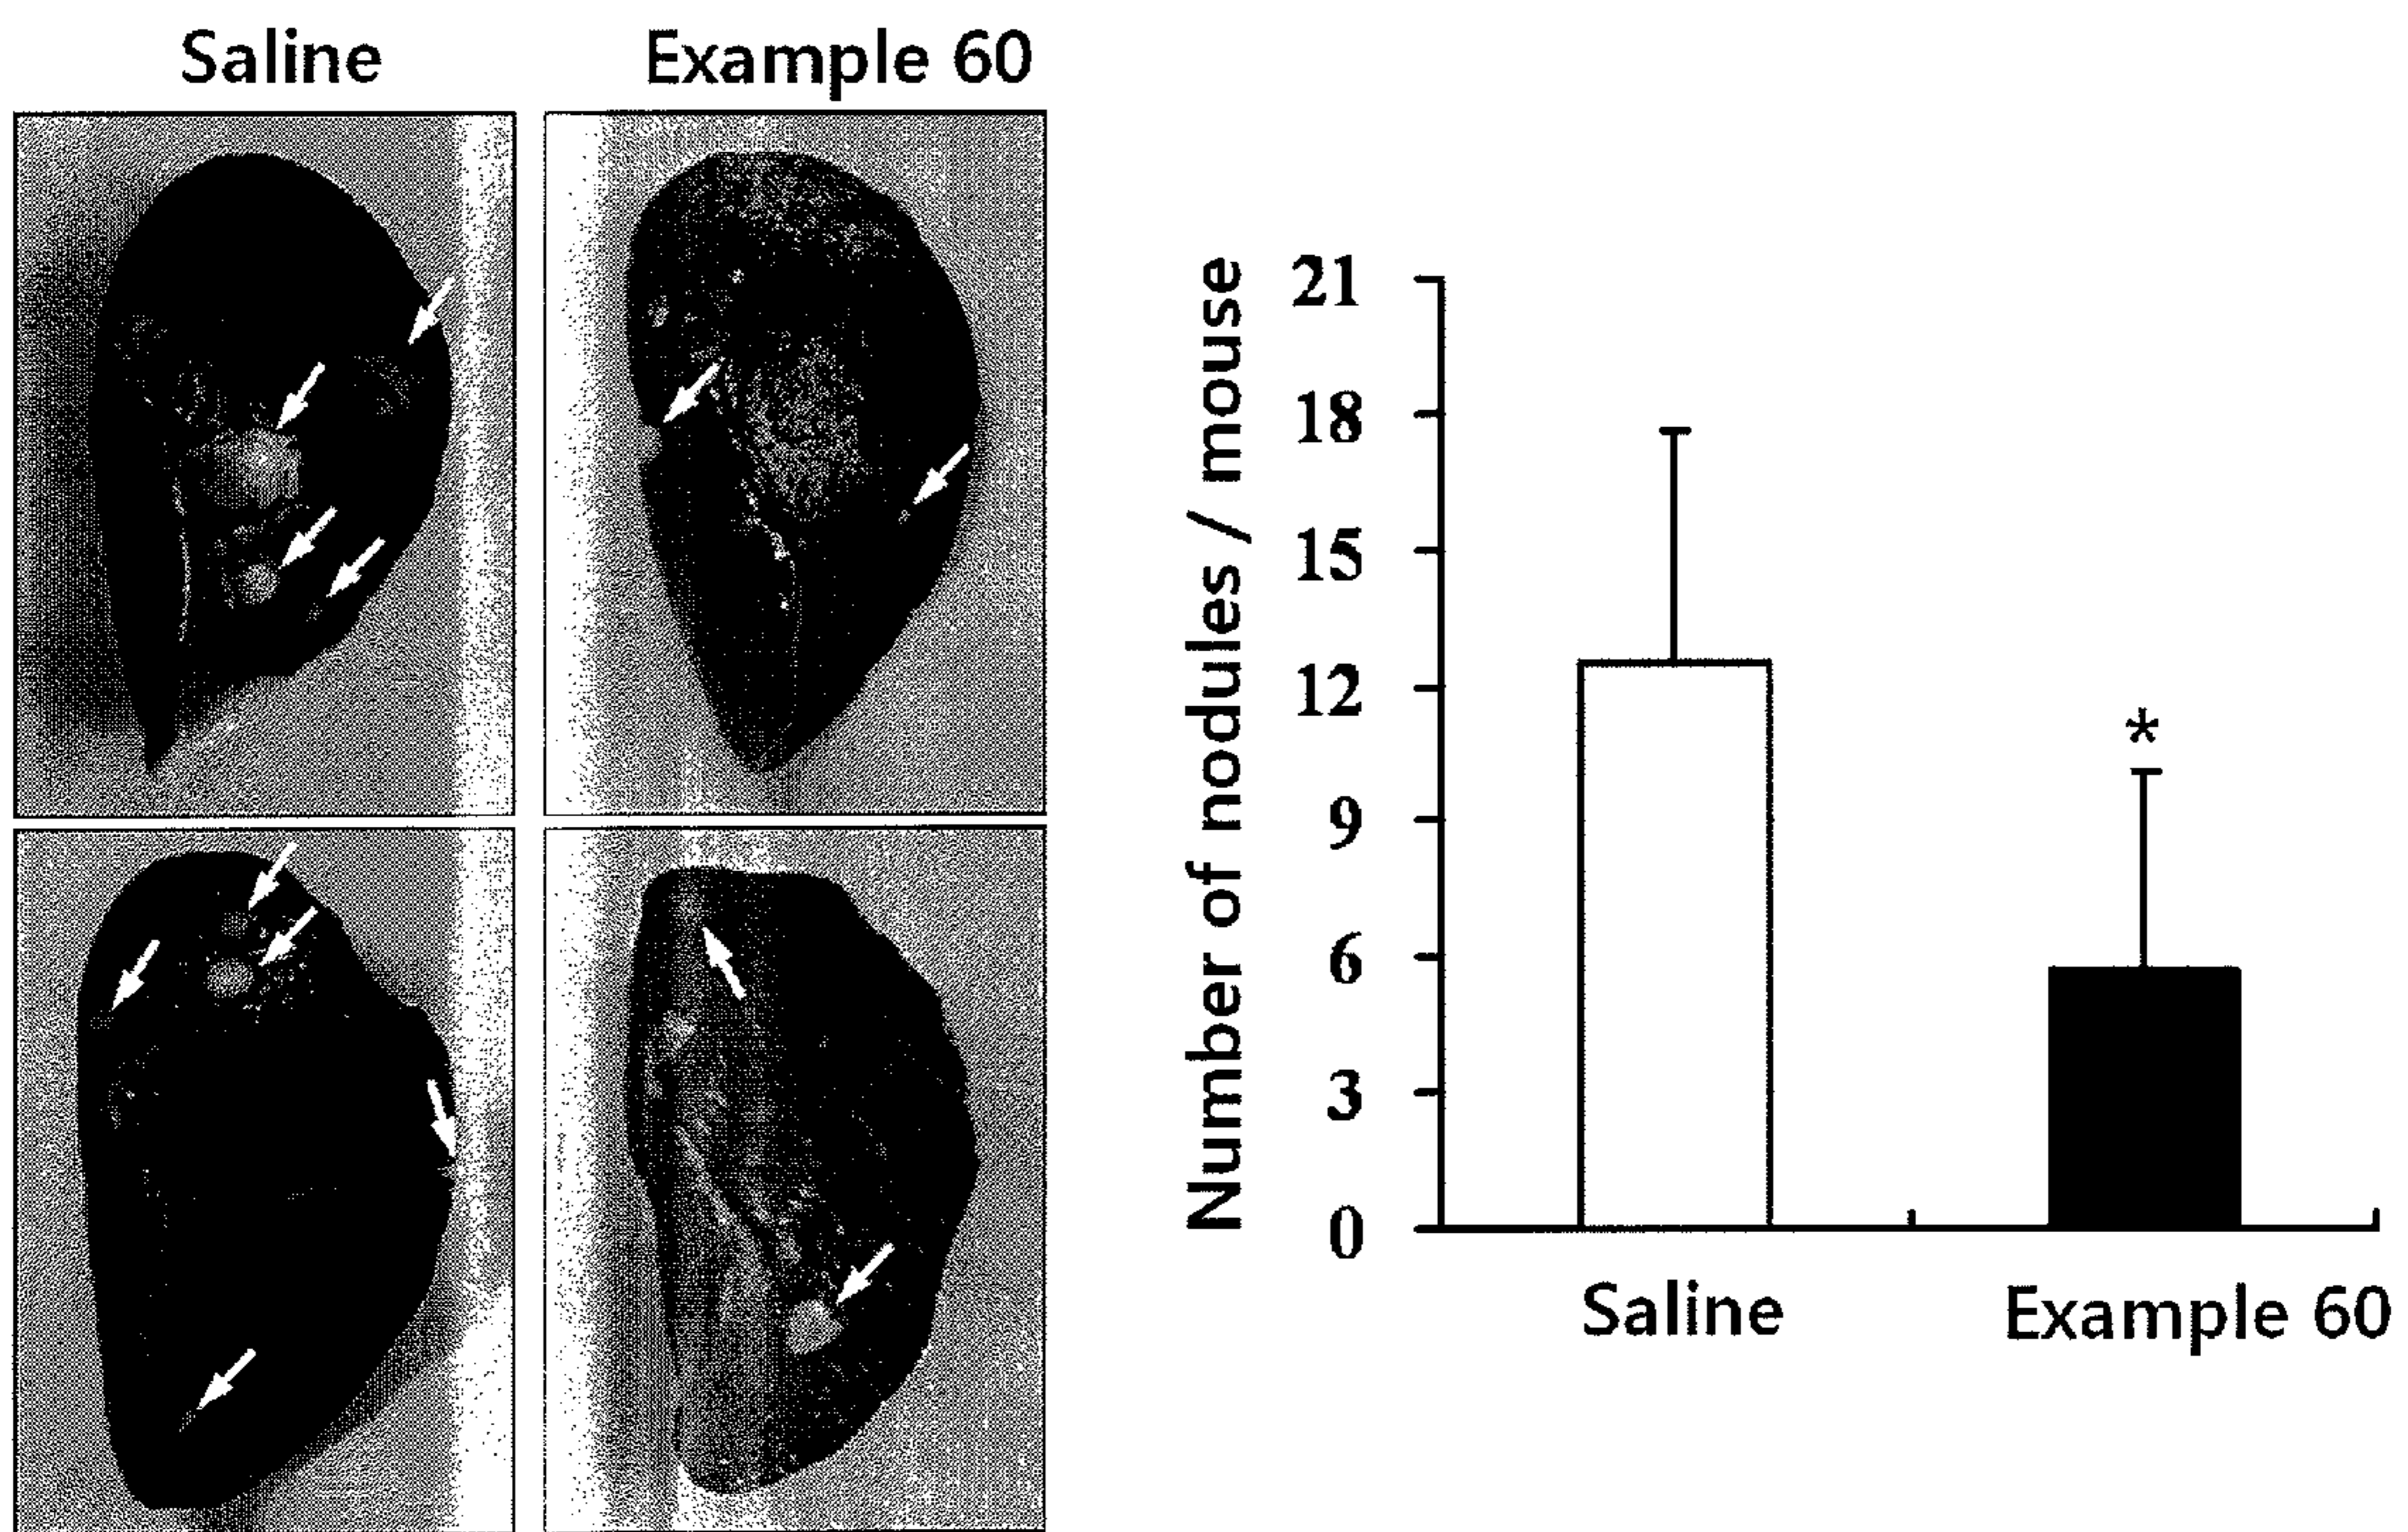 Saline
Example 60
Number of nodules / mouse
21
18
15
12
9
6
3
0
*
Saline
Example 60